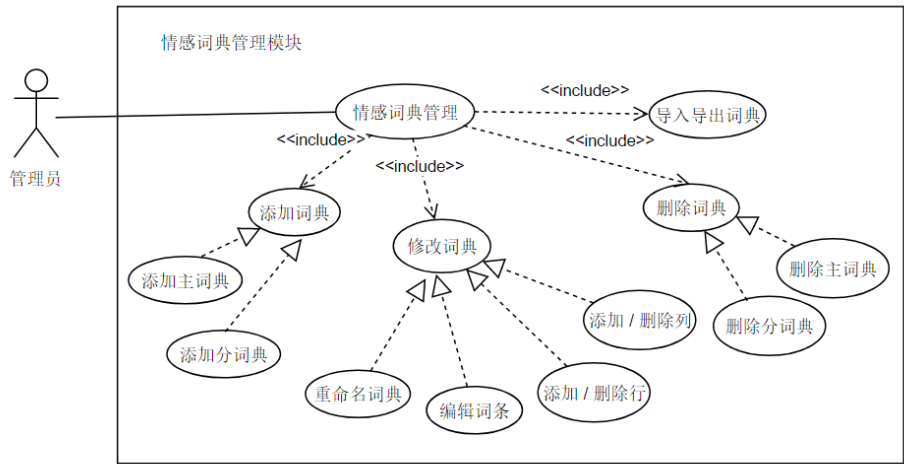 情感词典管理模块
<<include>>
情感词典管理
导入导出词典
<<include>>
<<include>>
<<include>>
管理员
添加词典
删除词典
修改词典
添加主词典
删除主词典
添加 / 删除列
删除分词典
添加分词典
重命名词典
添加 / 删除行
编辑词条